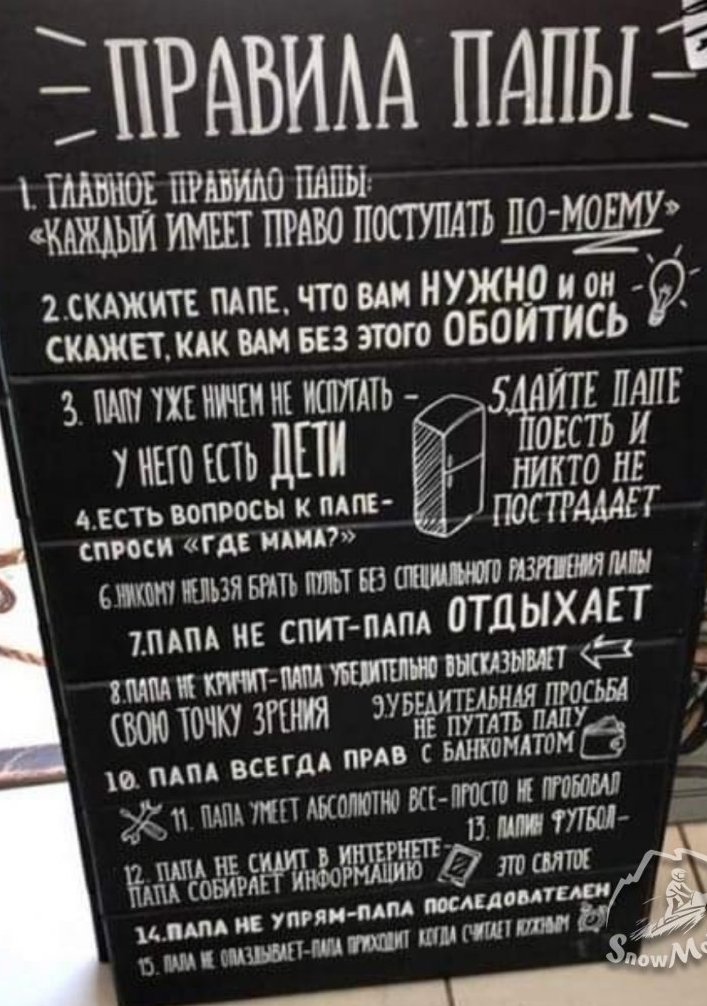 ПРАВИЛА ПАПЫ
1. ГЛАВНОЕ ПРАВИЛО ПАПЫ:
«КАЖДЫЙ ИМЕЕТ ПРАВО ПОСТУПАТЬ ПО-МОЕМУ»
2.СКАЖИТЕ ПАПЕ, ЧТО ВАМ НУЖНО И ОН
СКАЖЕТ, КАК ВАМ БЕЗ ЭТОГО ОБОЙТИСЬ
3. ПАПУ УЖЕ НИЧЕМ НЕ ИСПУГАТЬ –
У НЕГО ЕСТЬ ДЕТИ
4.ЕСТЬ ВОПРОСЫ К ПАПЕ–
СПРОСИ «ГДЕ МАМА?»
5.ДАЙТЕ ПАПЕ
ПОЕСТЬ И
НИКТО НЕ
ПОСТРАДАЕТ
6.НИКОМУ НЕЛЬЗЯ БРАТЬ ПУЛЬТ БЕЗ СПЕЦИАЛЬНОГО РАЗРЕШЕНИЯ ПАПЫ
7.ПАПА НЕ СПИТ–ПАПА ОТДЫХАЕТ
8.ПАПА НЕ КРИЧИТ–ПАПА УБЕДИТЕЛЬНО ВЫСКАЗЫВАЕТ
СВОЮ ТОЧКУ ЗРЕНИЯ
9.УБЕДИТЕЛЬНАЯ ПРОСЬБА
НЕ ПУТАТЬ ПАПУ
С БАНКОМАТОМ
10. ПАПА ВСЕГДА ПРАВ
11. ПАПА УМЕЕТ АБСОЛЮТНО ВСЕ–ПРОСТО НЕ ПРОБОВАЛ
12. ПАПА НЕ СИДИТ В ИНТЕРНЕТЕ–
ПАПА СОБИРАЕТ ИНФОРМАЦИЮ
13. ПАПИН ФУТБОЛ–
ЭТО СВЯТОЕ
14.ПАПА НЕ УПРЯМ–ПАПА ПОСЛЕДОВАТЕЛЕН
15. ПАПА НЕ ОПАЗДЫВАЕТ–ПАПА ПРИХОДИТ КОГДА СЧИТАЕТ НУЖНЫМ